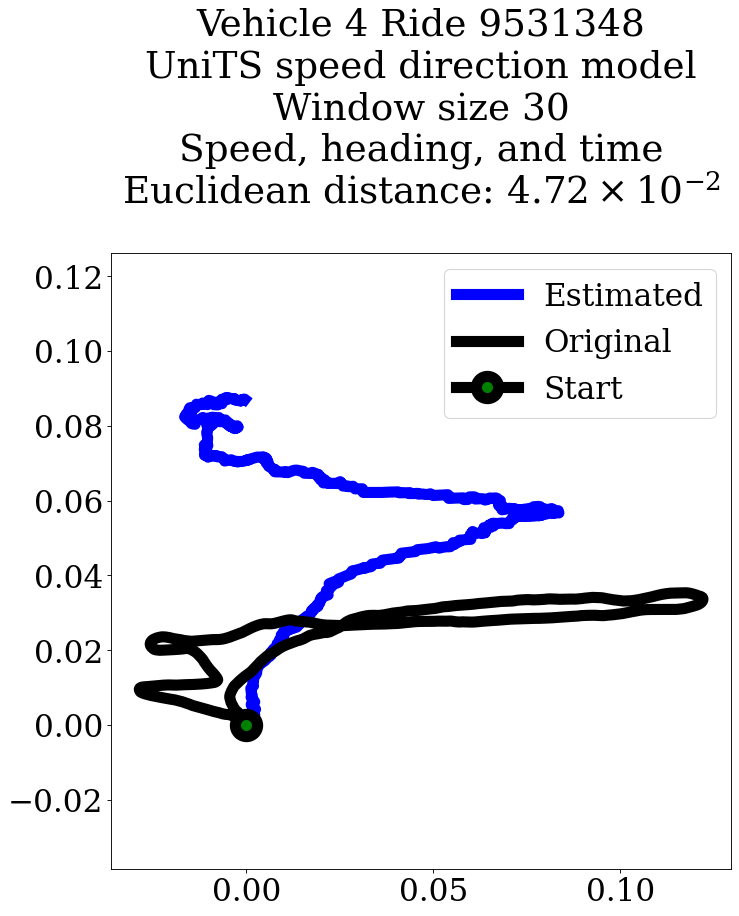 Vehicle 4 Ride 9531348
UniTS speed direction model
Window size 30
Speed, heading, and time
Euclidean distance: 4.72 × 10⁻²
Estimated
Original
Start
0.12
0.10
0.08
0.06
0.04
0.02
0.00
−0.02
0.00 0.05 0.10